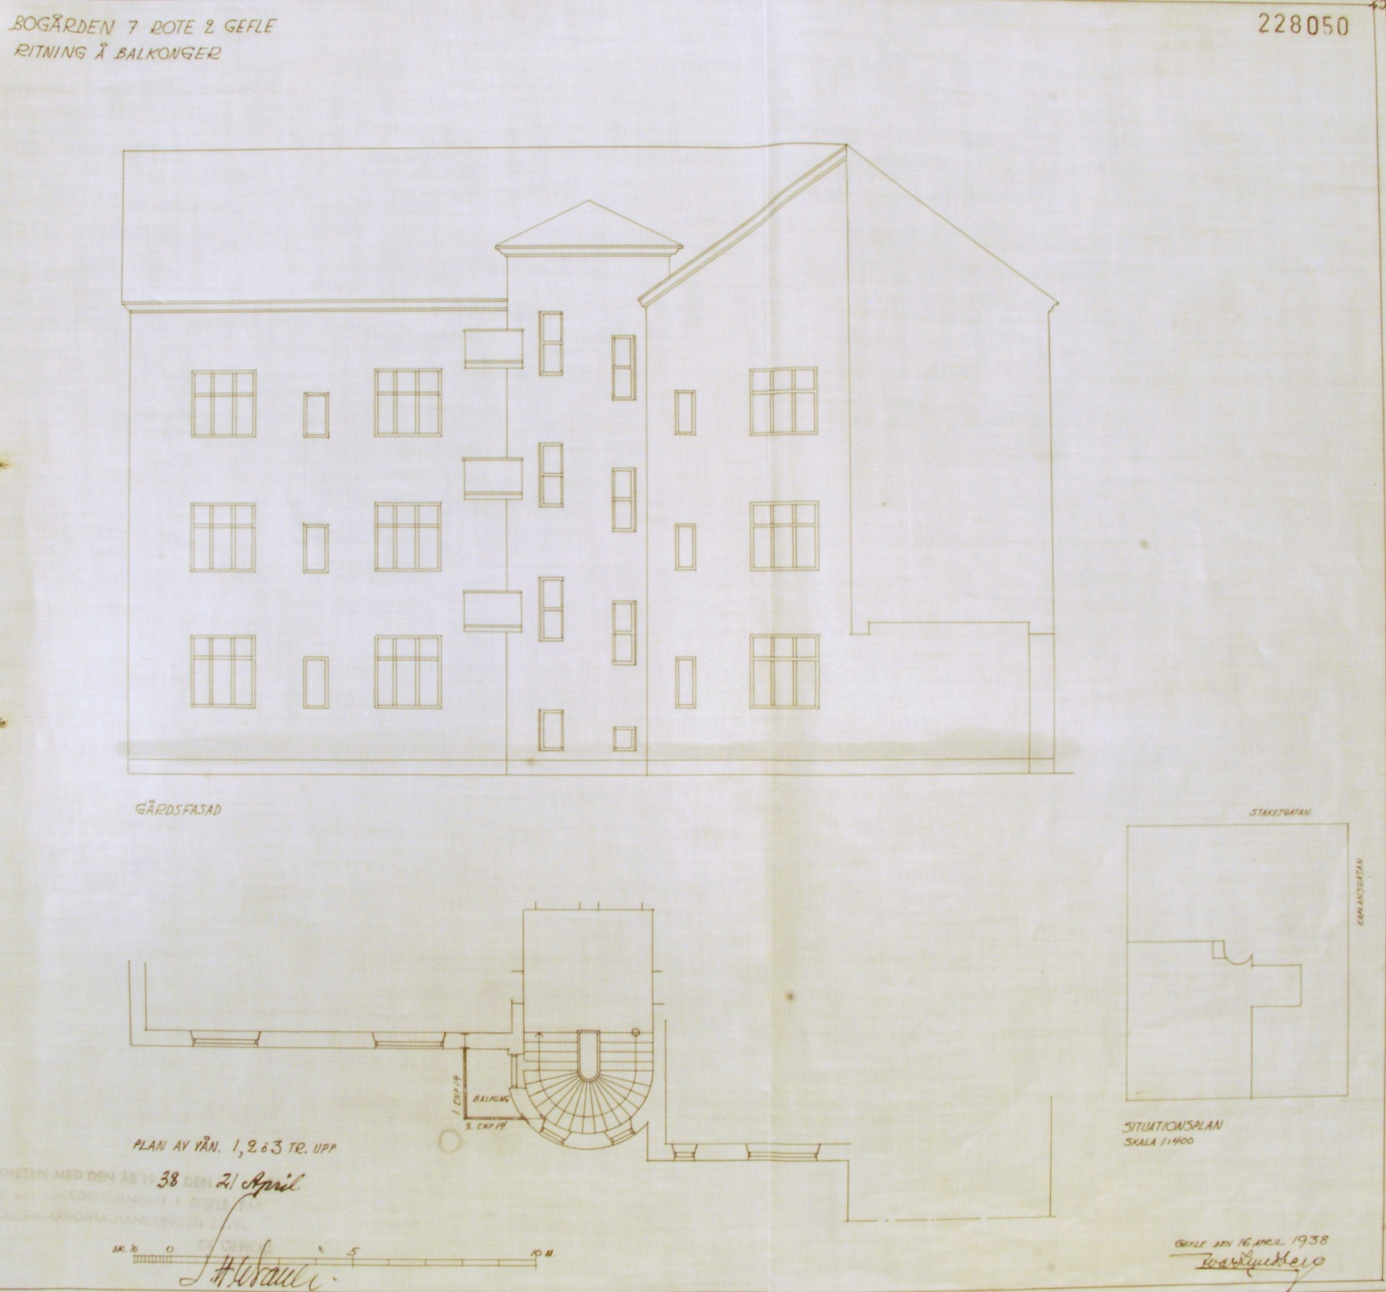 BOGÅRDEN 7 ROTE 2 GEFLE
RITNING Å BALKONGER
228050
GÅRDSFASAD
STAKETGATAN
KAPLANSGATAN
SITUATIONSPLAN
SKALA 1:400
BALKONG
PLAN AV VÅN. 1, 2 o 3 TR. UPP
38 21 April
0 5 10 M.
GEFLE DEN 16 APRIL 1938